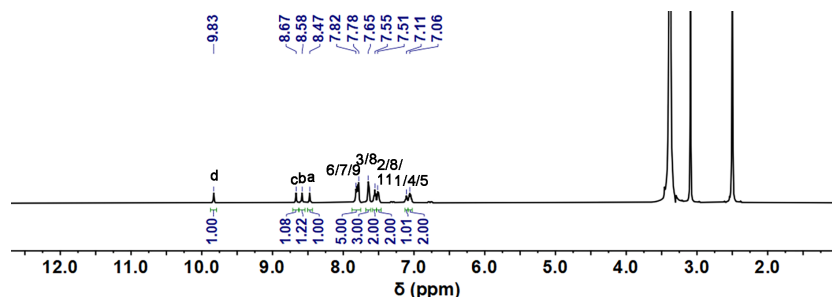 9.83 8.67 8.58 8.47 7.82 7.78 7.65 7.55 7.51 7.11 7.06
d c b a 6/7/9 3/8 2/8/
11 1/4/5
1.00 1.08 1.22 1.00 5.00 3.00 2.00 2.00 1.01 2.00
12.0 11.0 10.0 9.0 8.0 7.0 6.0 5.0 4.0 3.0 2.0
δ (ppm)